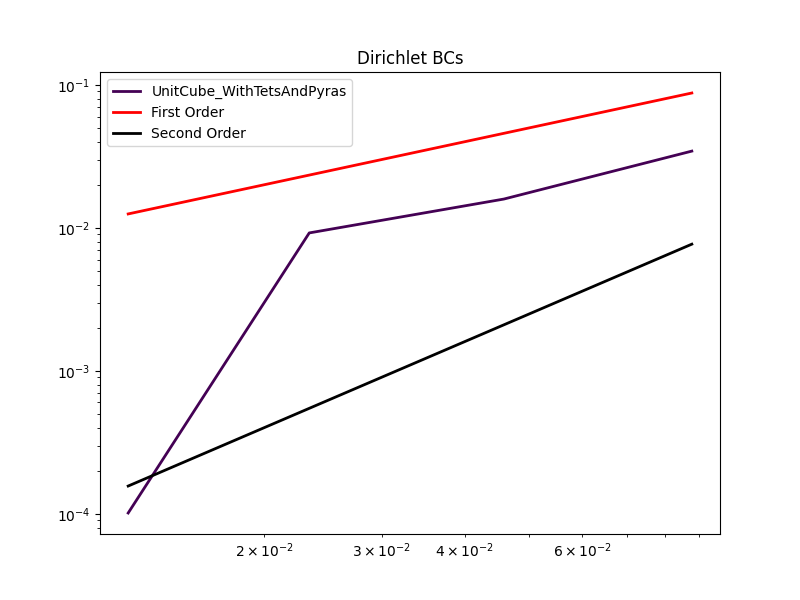 Dirichlet BCs
UnitCube_WithTetsAndPyras
First Order
Second Order
10⁻¹
10⁻²
10⁻³
10⁻⁴
2 × 10⁻² 3 × 10⁻² 4 × 10⁻² 6 × 10⁻²